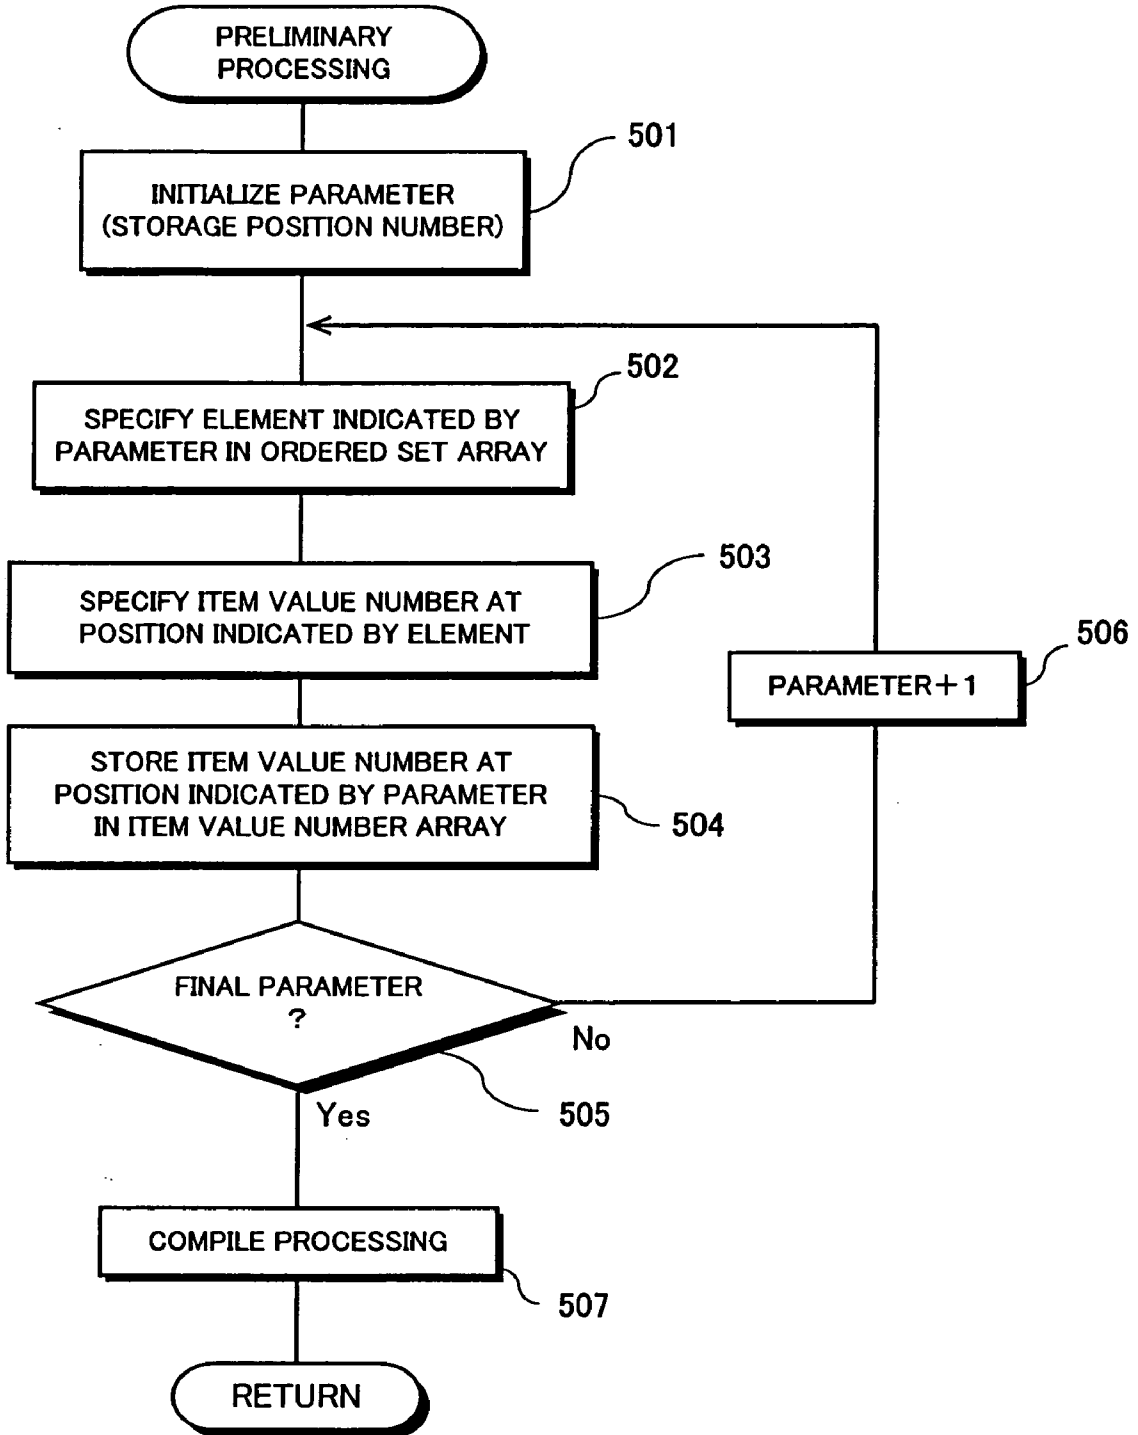 PRELIMINARY
PROCESSING
501
INITIALIZE PARAMETER
(STORAGE POSITION NUMBER)
502
SPECIFY ELEMENT INDICATED BY
PARAMETER IN ORDERED SET ARRAY
503
SPECIFY ITEM VALUE NUMBER AT
POSITION INDICATED BY ELEMENT
506
PARAMETER+1
STORE ITEM VALUE NUMBER AT
POSITION INDICATED BY PARAMETER
IN ITEM VALUE NUMBER ARRAY
504
FINAL PARAMETER
?
No
Yes
505
COMPILE PROCESSING
507
RETURN